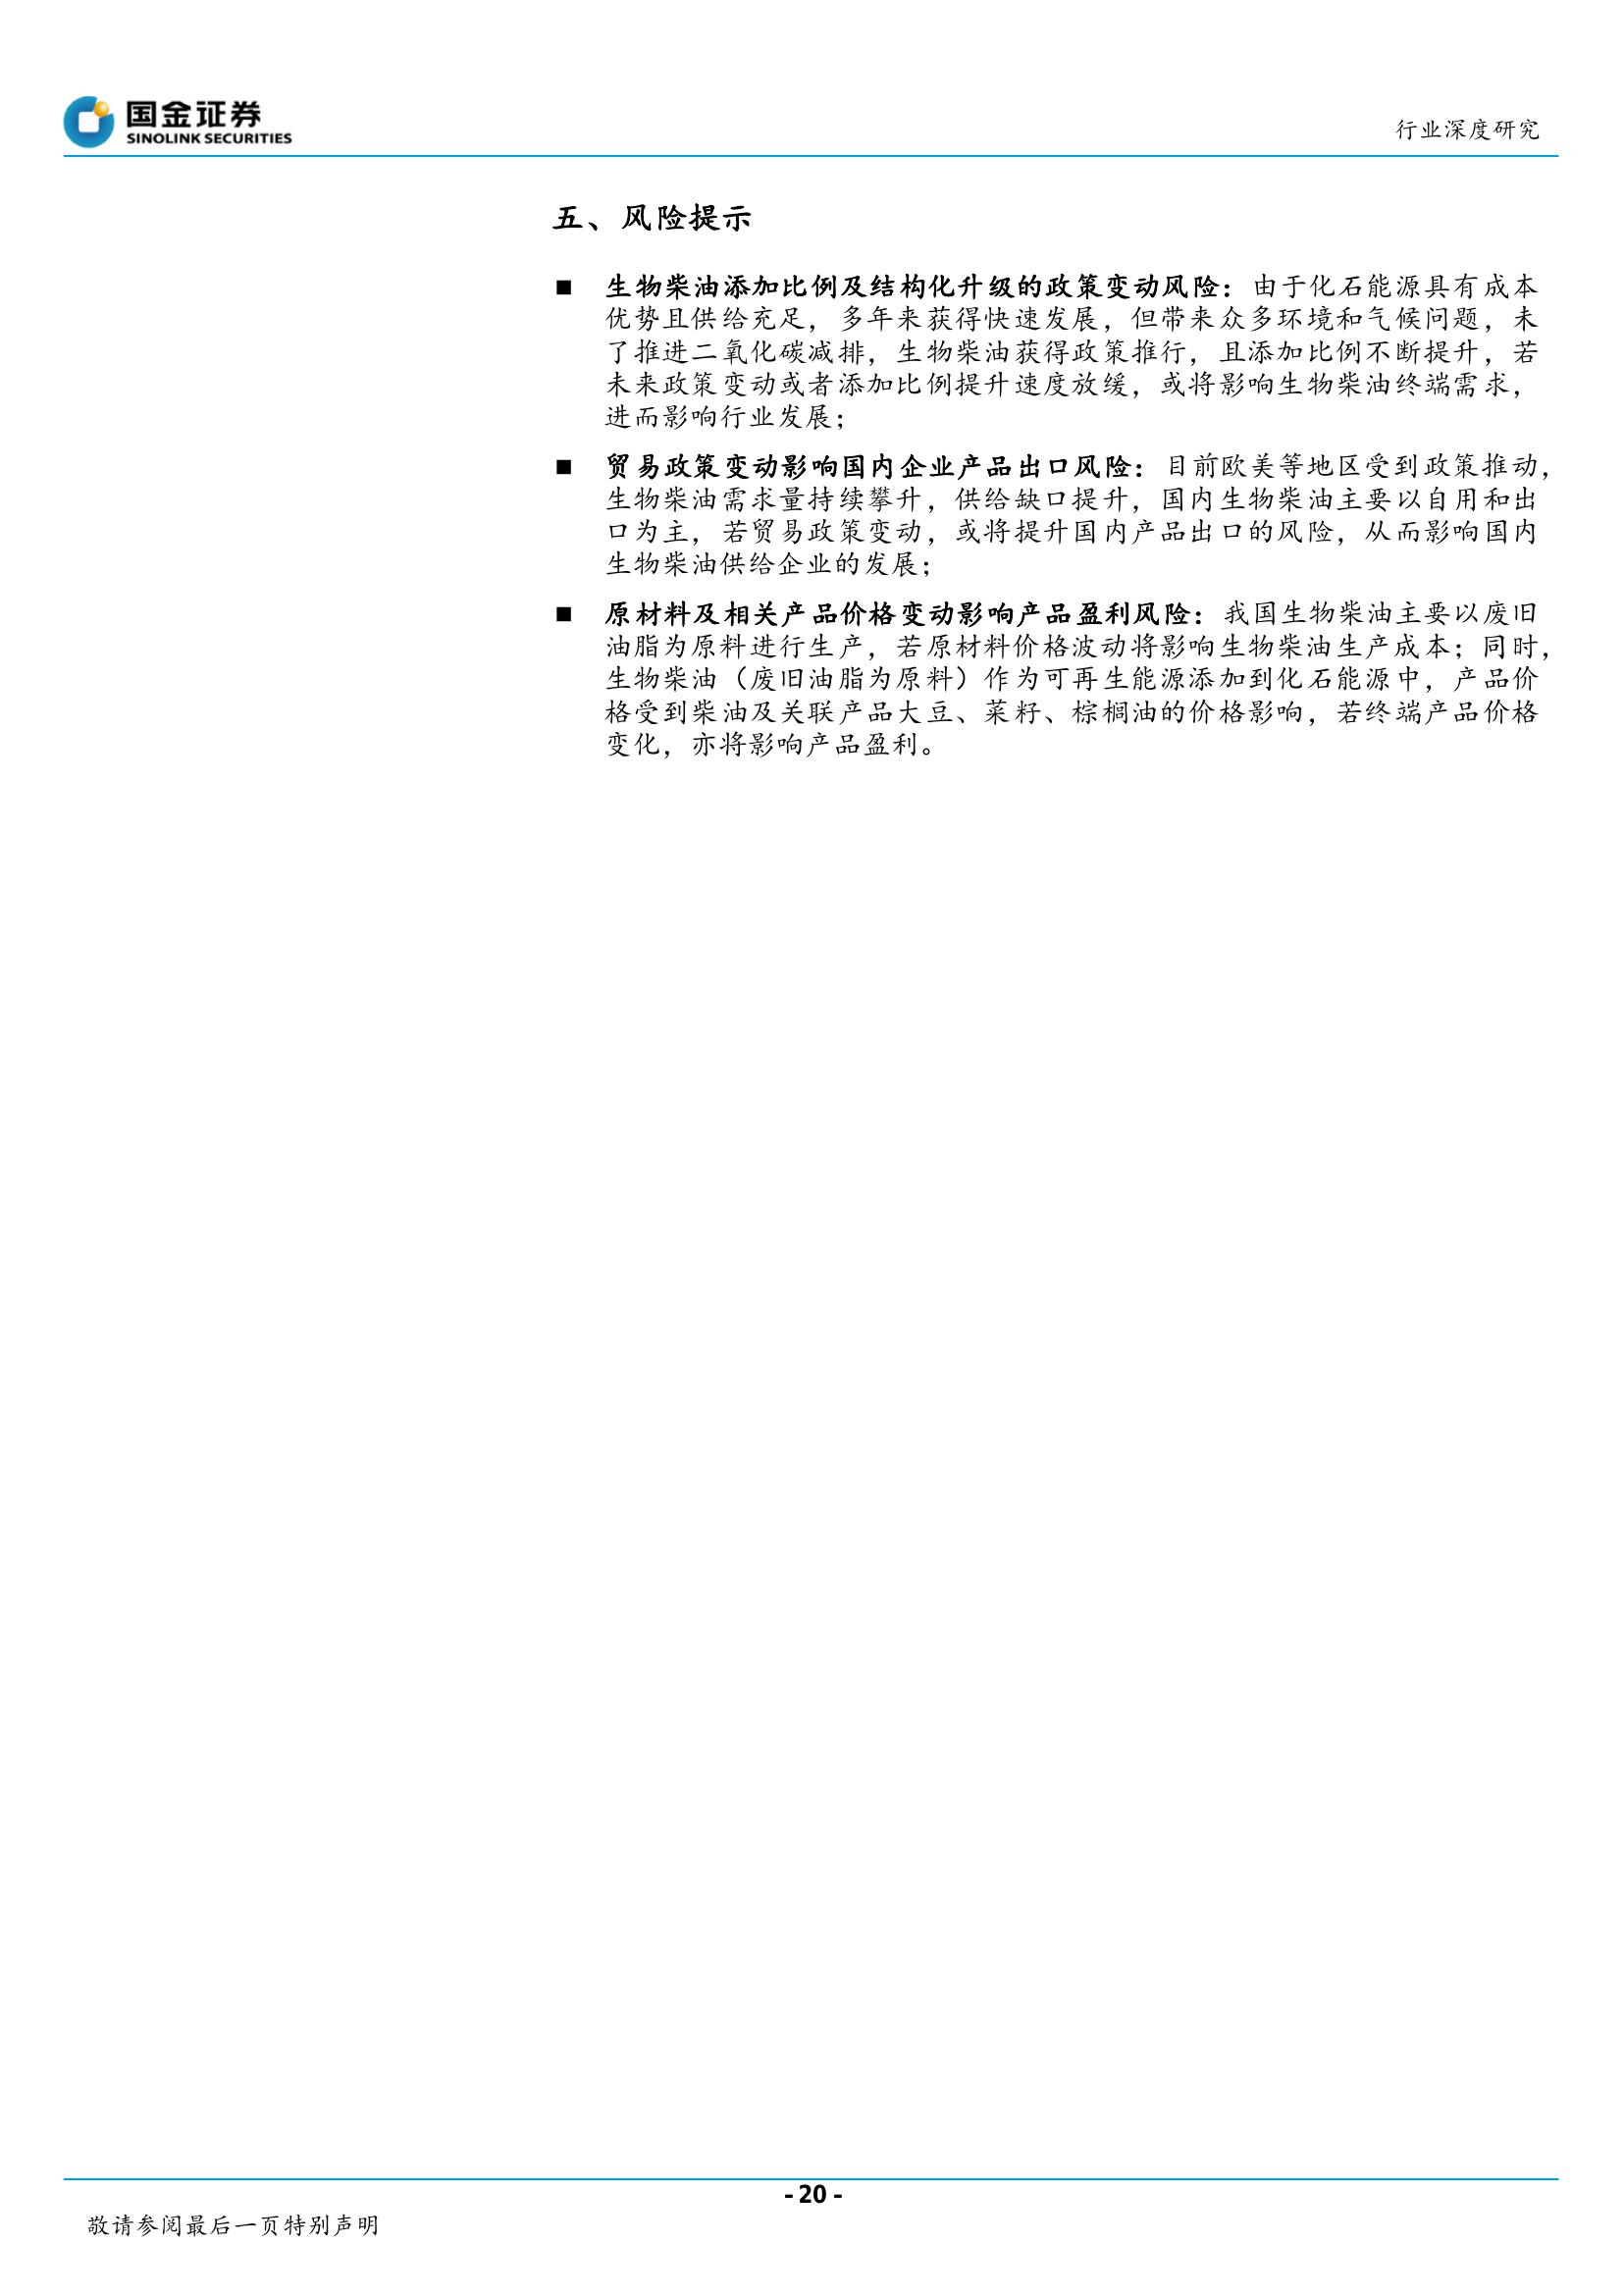 国金证券
SINOLINK SECURITIES
行业深度研究
五、风险提示
■ 生物柴油添加比例及结构化升级的政策变动风险：由于化石能源具有成本
优势且供给充足，多年来获得快速发展，但带来众多环境和气候问题，未
了推进二氧化碳减排，生物柴油获得政策推行，且添加比例不断提升，若
未来政策变动或者添加比例提升速度放缓，或将影响生物柴油终端需求，
进而影响行业发展；
■ 贸易政策变动影响国内企业产品出口风险：目前欧美等地区受到政策推动，
生物柴油需求量持续攀升，供给缺口提升，国内生物柴油主要以自用和出
口为主，若贸易政策变动，或将提升国内产品出口的风险，从而影响国内
生物柴油供给企业的发展；
■ 原材料及相关产品价格变动影响产品盈利风险：我国生物柴油主要以废旧
油脂为原料进行生产，若原材料价格波动将影响生物柴油生产成本；同时，
生物柴油（废旧油脂为原料）作为可再生能源添加到化石能源中，产品价
格受到柴油及关联产品大豆、菜籽、棕榈油的价格影响，若终端产品价格
变化，亦将影响产品盈利。
- 20 -
敬请参阅最后一页特别声明